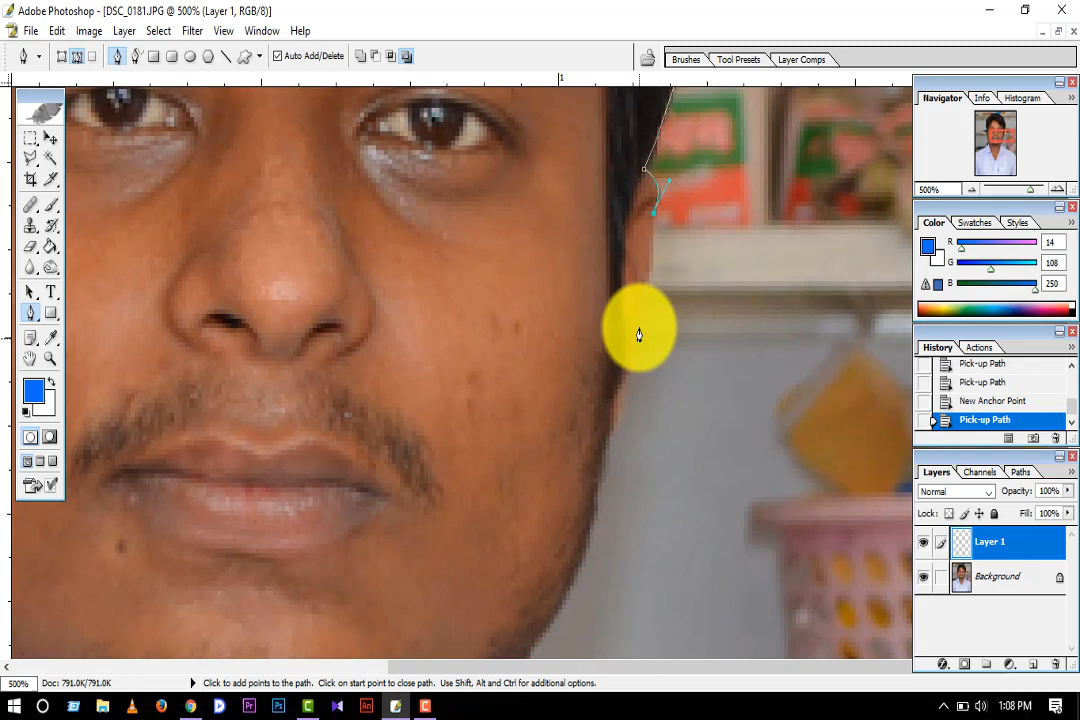 Adobe Photoshop - [DSC_0181.JPG @ 500% (Layer 1, RGB/8)]
File Edit Image Layer Select Filter View Window Help
Auto Add/Delete
Brushes Tool Presets Layer Comps
1
Navigator Info Histogram
500%
Color Swatches Styles
R 14
G 108
B 250
History Actions
Pick-up Path
Pick-up Path
New Anchor Point
Pick-up Path
Layers Channels Paths
Normal Opacity: 100%
Lock: Fill: 100%
Layer 1
Background
500% Doc: 791.0K/791.0K Click to add points to the path. Click on start point to close path. Use Shift, Alt and Ctrl for additional options.
Pr Ps An 1:08 PM